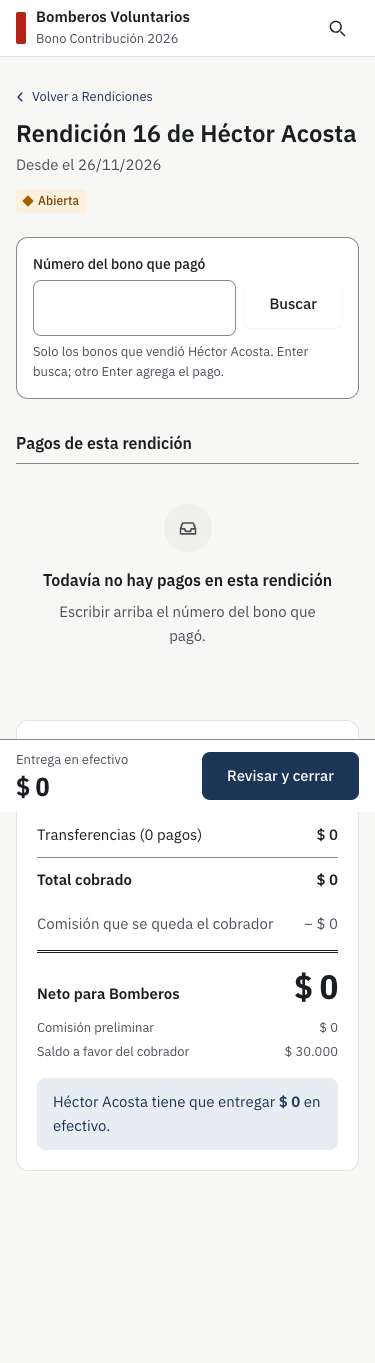 Bomberos Voluntarios
Bono Contribución 2026
Volver a Rendiciones
Rendición 16 de Héctor Acosta
Desde el 26/11/2026
Abierta
Número del bono que pagó
Buscar
Solo los bonos que vendió Héctor Acosta. Enter
busca; otro Enter agrega el pago.
Pagos de esta rendición
Todavía no hay pagos en esta rendición
Escribir arriba el número del bono que
pagó.
Entrega en efectivo
$ 0
Revisar y cerrar
Transferencias (0 pagos) $ 0
Total cobrado $ 0
Comisión que se queda el cobrador − $ 0
Neto para Bomberos $ 0
Comisión preliminar $ 0
Saldo a favor del cobrador $ 30.000
Héctor Acosta tiene que entregar $ 0 en
efectivo.